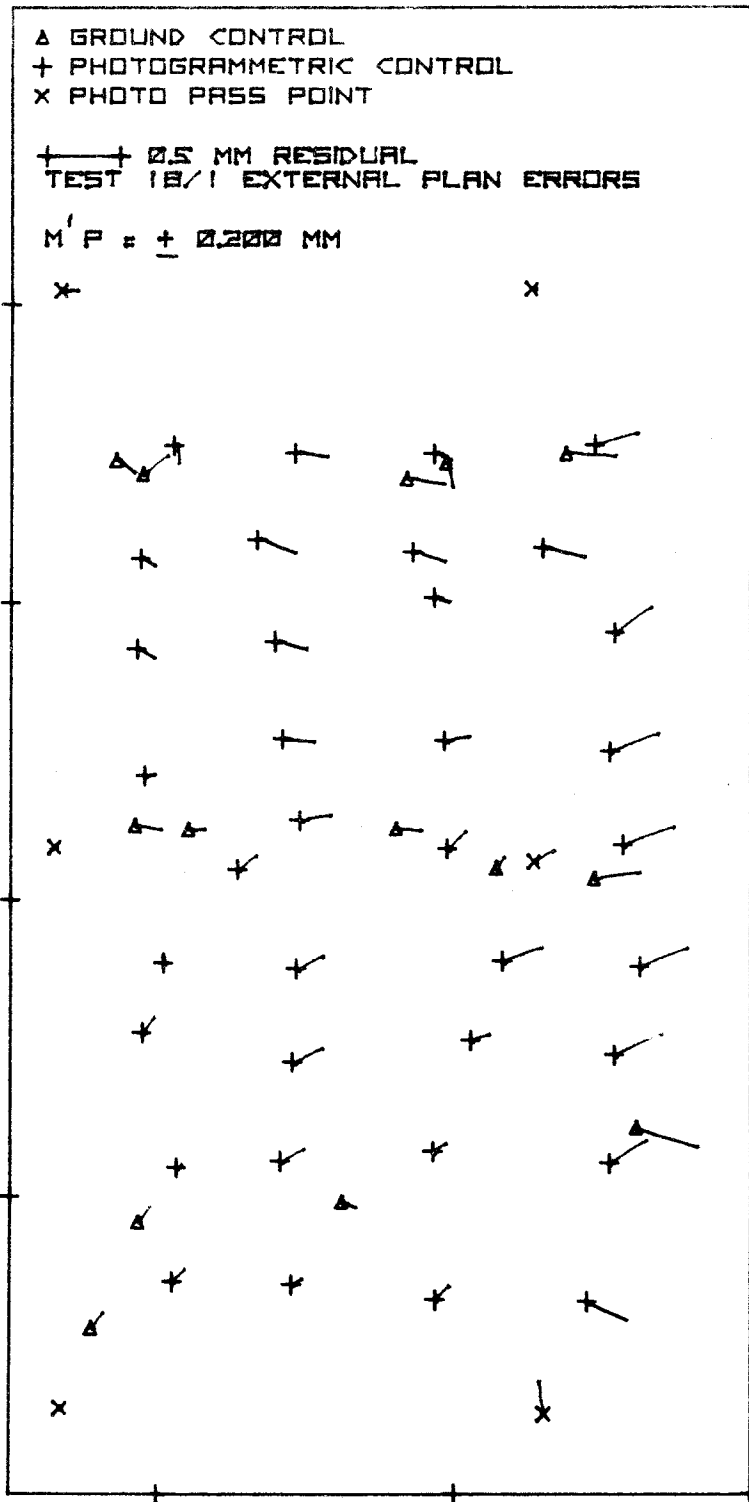 △ GROUND CONTROL
+ PHOTOGRAMMETRIC CONTROL
× PHOTO PASS POINT
0.5 MM RESIDUAL
TEST 18/1 EXTERNAL PLAN ERRORS
M'P = ± 0.200 MM